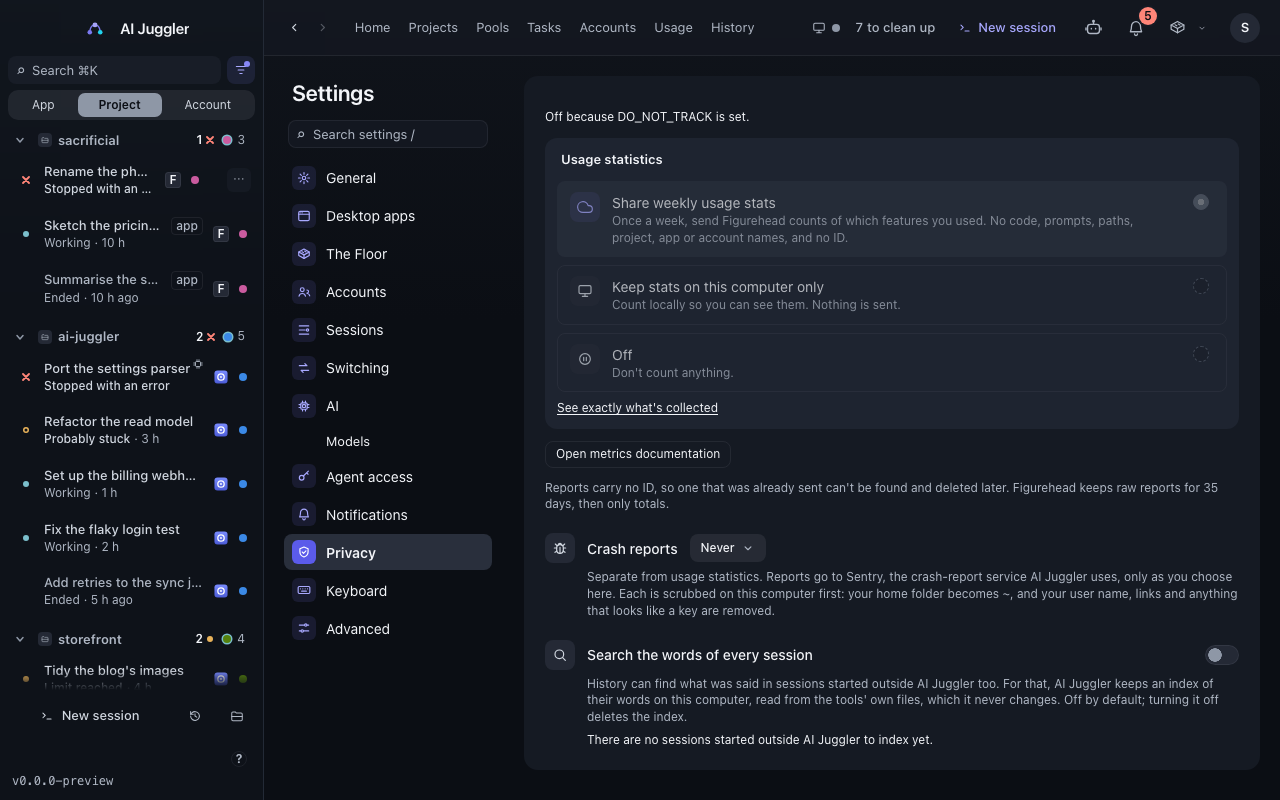 AI Juggler
Search ⌘K
App Project Account
sacrificial 1 3
Rename the ph...
Stopped with an ...
F
Sketch the pricin... app
Working · 10 h
F
Summarise the s... app
Ended · 10 h ago
F
ai-juggler 2 5
Port the settings parser
Stopped with an error
Refactor the read model
Probably stuck · 3 h
Set up the billing webh...
Working · 1 h
Fix the flaky login test
Working · 2 h
Add retries to the sync j...
Ended · 5 h ago
storefront 2 4
Tidy the blog's images
Limit reached · 4 h
New session
?
v0.0.0-preview
Home Projects Pools Tasks Accounts Usage History
7 to clean up
New session
5
S
Settings
Search settings /
General
Desktop apps
The Floor
Accounts
Sessions
Switching
AI
Models
Agent access
Notifications
Privacy
Keyboard
Advanced
Off because DO_NOT_TRACK is set.
Usage statistics
Share weekly usage stats
Once a week, send Figurehead counts of which features you used. No code, prompts, paths,
project, app or account names, and no ID.
Keep stats on this computer only
Count locally so you can see them. Nothing is sent.
Off
Don't count anything.
See exactly what's collected
Open metrics documentation
Reports carry no ID, so one that was already sent can't be found and deleted later. Figurehead keeps raw reports for 35
days, then only totals.
Crash reports Never
Separate from usage statistics. Reports go to Sentry, the crash-report service AI Juggler uses, only as you choose
here. Each is scrubbed on this computer first: your home folder becomes ~, and your user name, links and anything
that looks like a key are removed.
Search the words of every session
History can find what was said in sessions started outside AI Juggler too. For that, AI Juggler keeps an index of
their words on this computer, read from the tools' own files, which it never changes. Off by default; turning it off
deletes the index.
There are no sessions started outside AI Juggler to index yet.